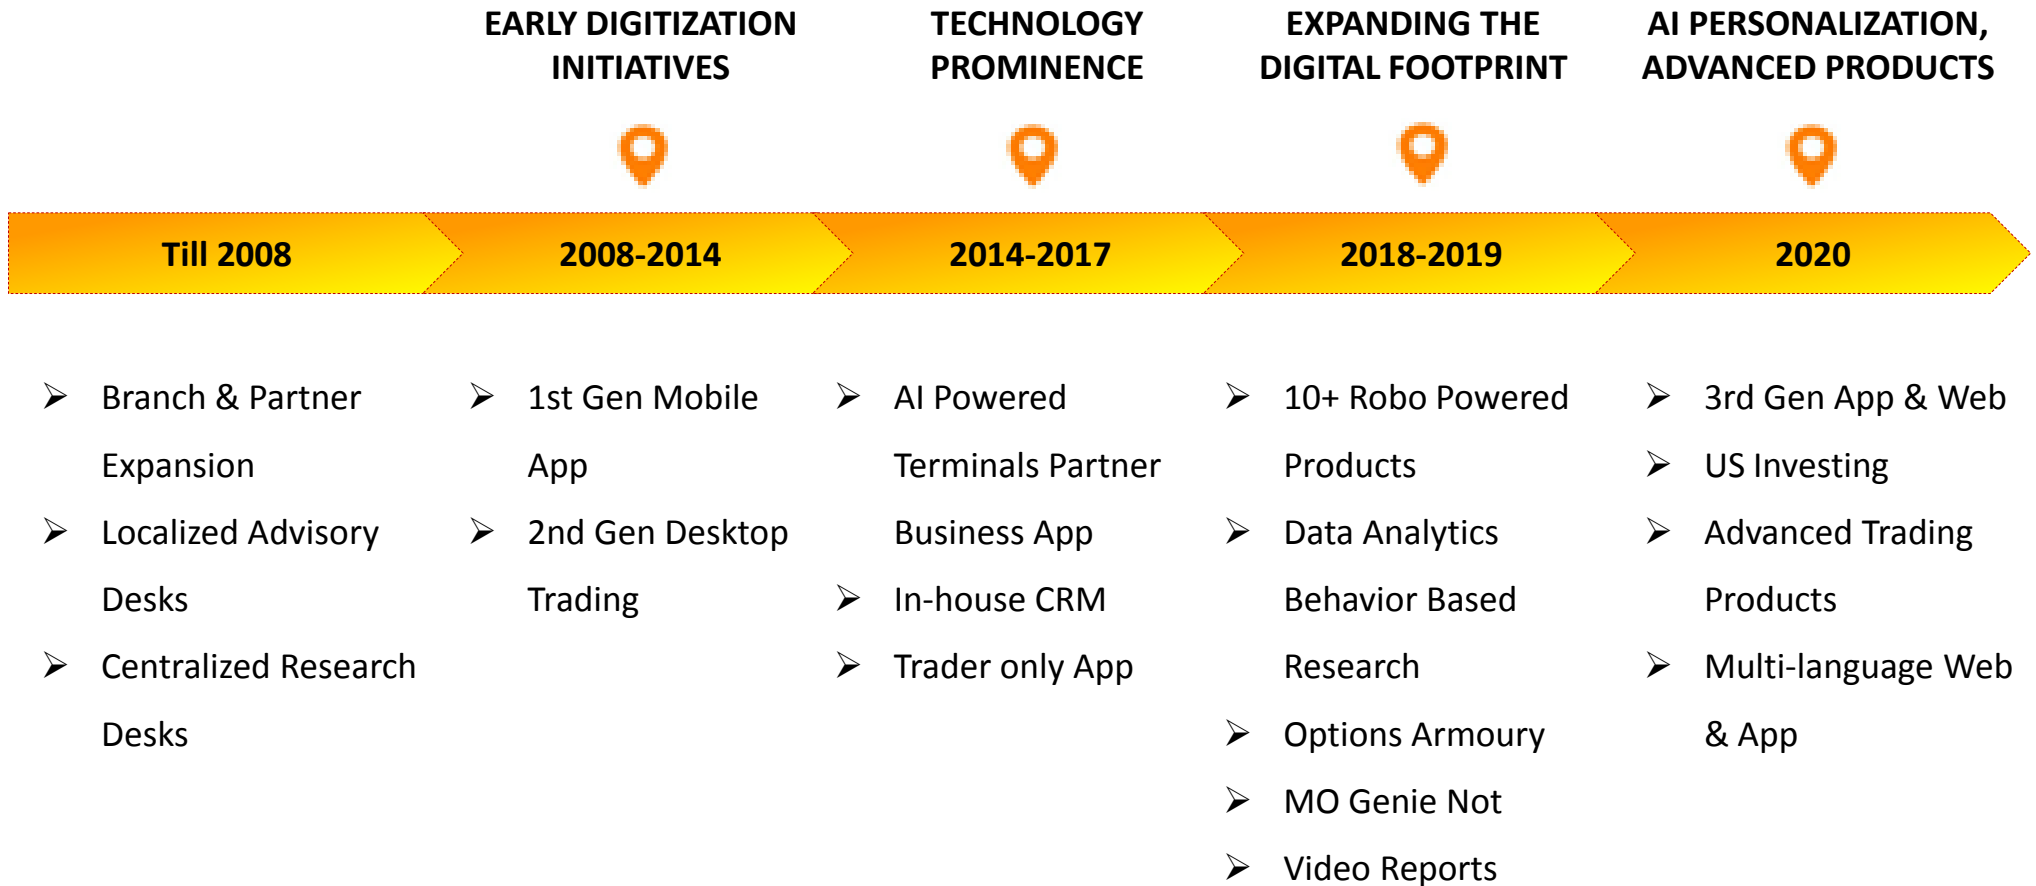 EARLY DIGITIZATION
INITIATIVES
TECHNOLOGY
PROMINENCE
EXPANDING THE
DIGITAL FOOTPRINT
AI PERSONALIZATION,
ADVANCED PRODUCTS
Till 2008
2008-2014
2014-2017
2018-2019
2020
➢ Branch & Partner
Expansion
➢ Localized Advisory
Desks
➢ Centralized Research
Desks
➢ 1st Gen Mobile
App
➢ 2nd Gen Desktop
Trading
➢ AI Powered
Terminals Partner
Business App
➢ In-house CRM
➢ Trader only App
➢ 10+ Robo Powered
Products
➢ Data Analytics
Behavior Based
Research
➢ Options Armoury
➢ MO Genie Not
➢ Video Reports
➢ 3rd Gen App & Web
➢ US Investing
➢ Advanced Trading
Products
➢ Multi-language Web
& App